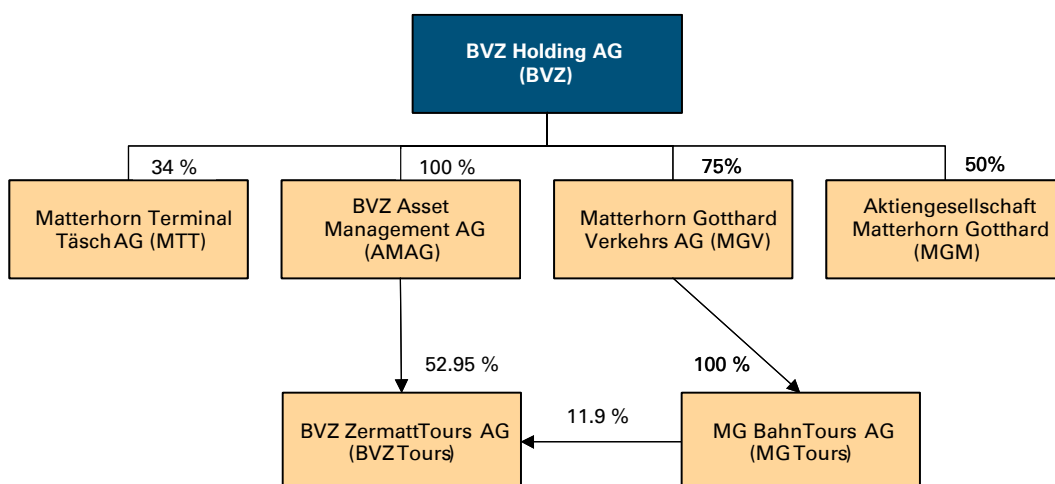 BVZ Holding AG
(BVZ)
34 %
100 %
75%
50%
Matterhorn Terminal
Täsch AG (MTT)
BVZ Asset
Management AG
(AMAG)
Matterhorn Gotthard
Verkehrs AG (MGV)
Aktiengesellschaft
Matterhorn Gotthard
(MGM)
52.95 %
100 %
BVZ ZermattTours AG
(BVZ Tours)
11.9 %
MG BahnTours AG
(MG Tours)